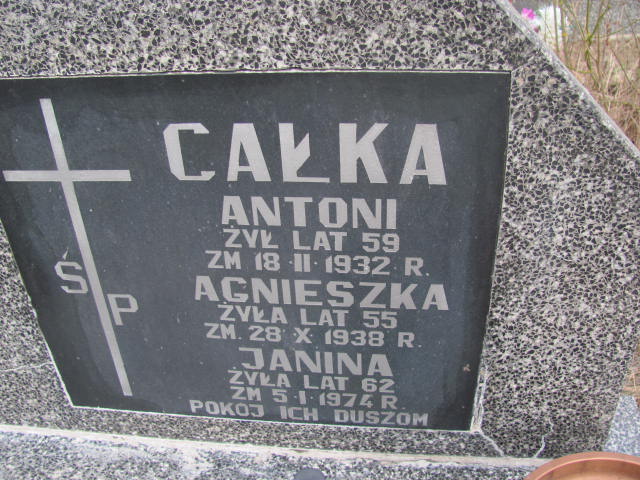 CAŁKA
ANTONI
ŻYŁ LAT 59
ZM 18 II 1932 R.
AGNIESZKA
ŻYŁA LAT 55
ZM. 28 X 1938 R.
JANINA
ŻYŁA LAT 62
ZM 5 I 1974 R
POKÓJ ICH DUSZOM
Ś P